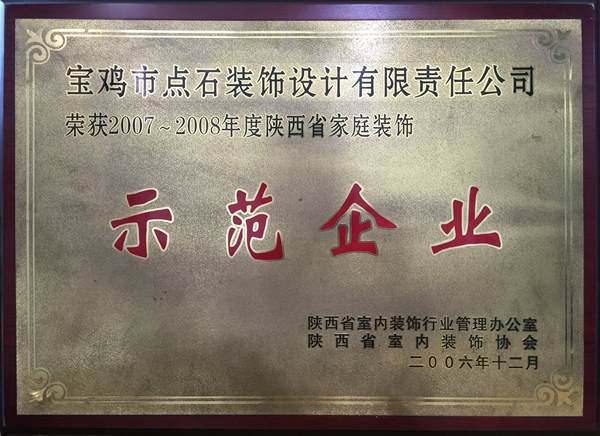 宝鸡市点石装饰设计有限责任公司
荣获2007～2008年度陕西省家庭装饰
示范企业
陕西省室内装饰行业管理办公室
陕西省室内装饰协会
二00六年十二月